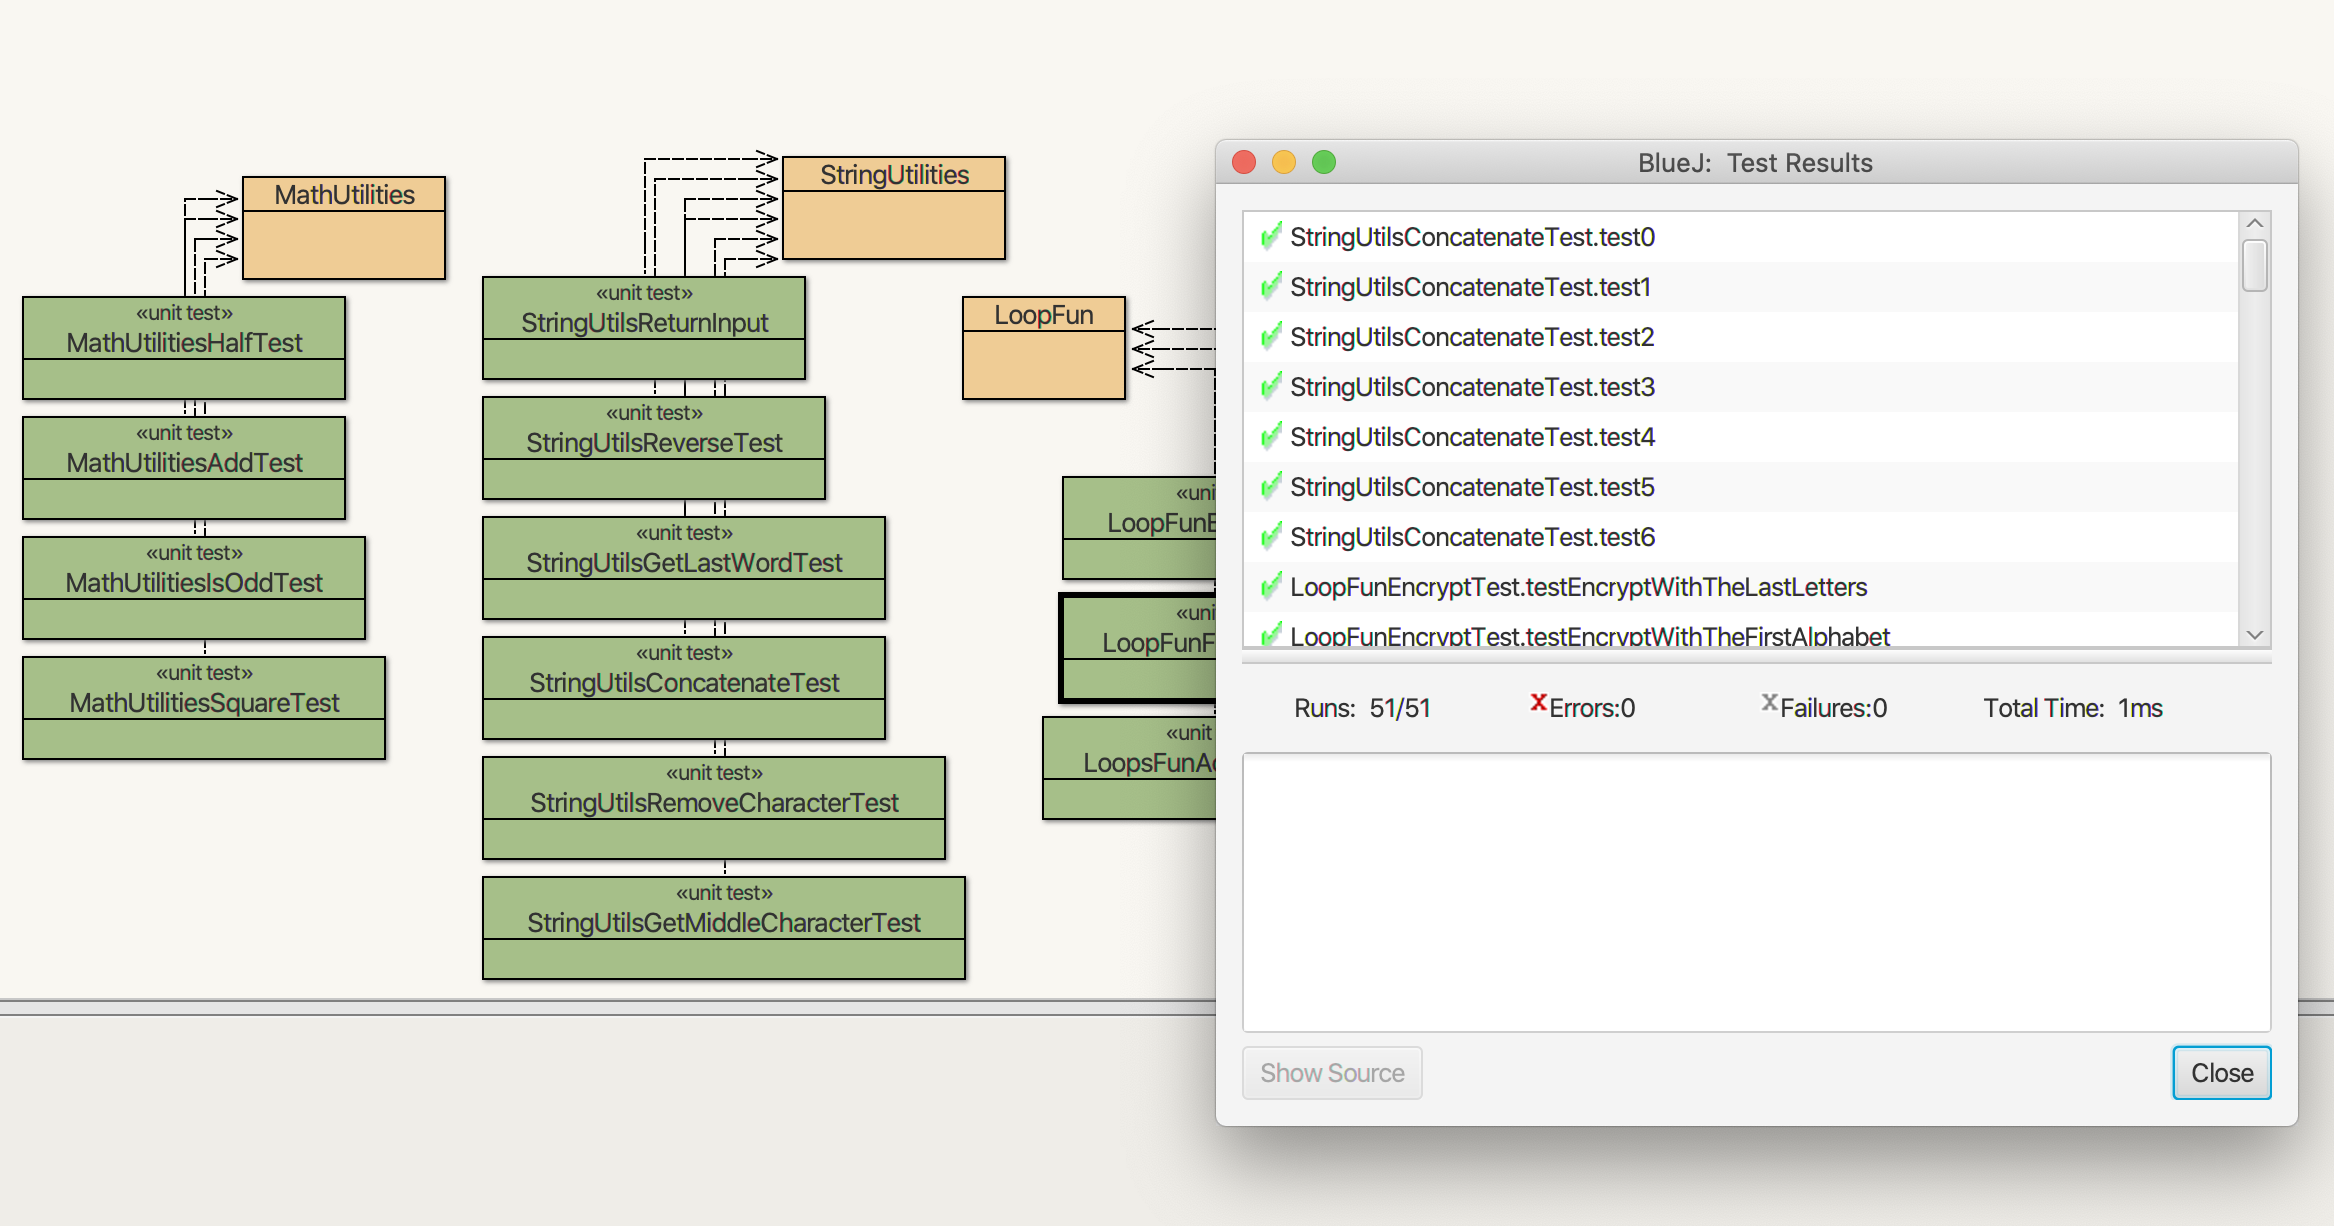 MathUtilities
«unit test»
MathUtilitiesHalfTest
«unit test»
MathUtilitiesAddTest
«unit test»
MathUtilitiesIsOddTest
«unit test»
MathUtilitiesSquareTest
StringUtilities
«unit test»
StringUtilsReturnInput
«unit test»
StringUtilsReverseTest
«unit test»
StringUtilsGetLastWordTest
«unit test»
StringUtilsConcatenateTest
«unit test»
StringUtilsRemoveCharacterTest
«unit test»
StringUtilsGetMiddleCharacterTest
LoopFun
«uni
LoopFunE
«uni
LoopFunF
«unit
LoopsFunAd
BlueJ: Test Results
StringUtilsConcatenateTest.test0
StringUtilsConcatenateTest.test1
StringUtilsConcatenateTest.test2
StringUtilsConcatenateTest.test3
StringUtilsConcatenateTest.test4
StringUtilsConcatenateTest.test5
StringUtilsConcatenateTest.test6
LoopFunEncryptTest.testEncryptWithTheLastLetters
LoopFunEncryptTest.testEncryptWithTheFirstAlphabet
Runs: 51/51 Errors:0 Failures:0 Total Time: 1ms
Show Source Close